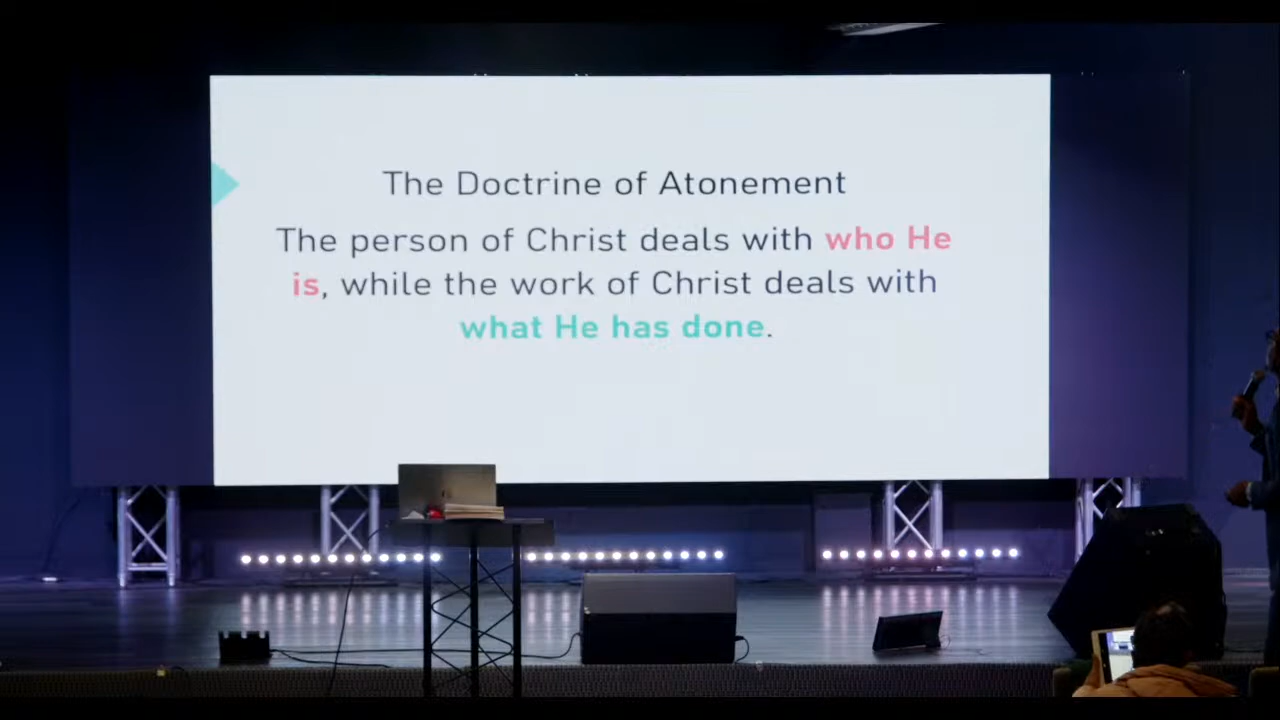 The Doctrine of Atonement
The person of Christ deals with who He
is, while the work of Christ deals with
what He has done.